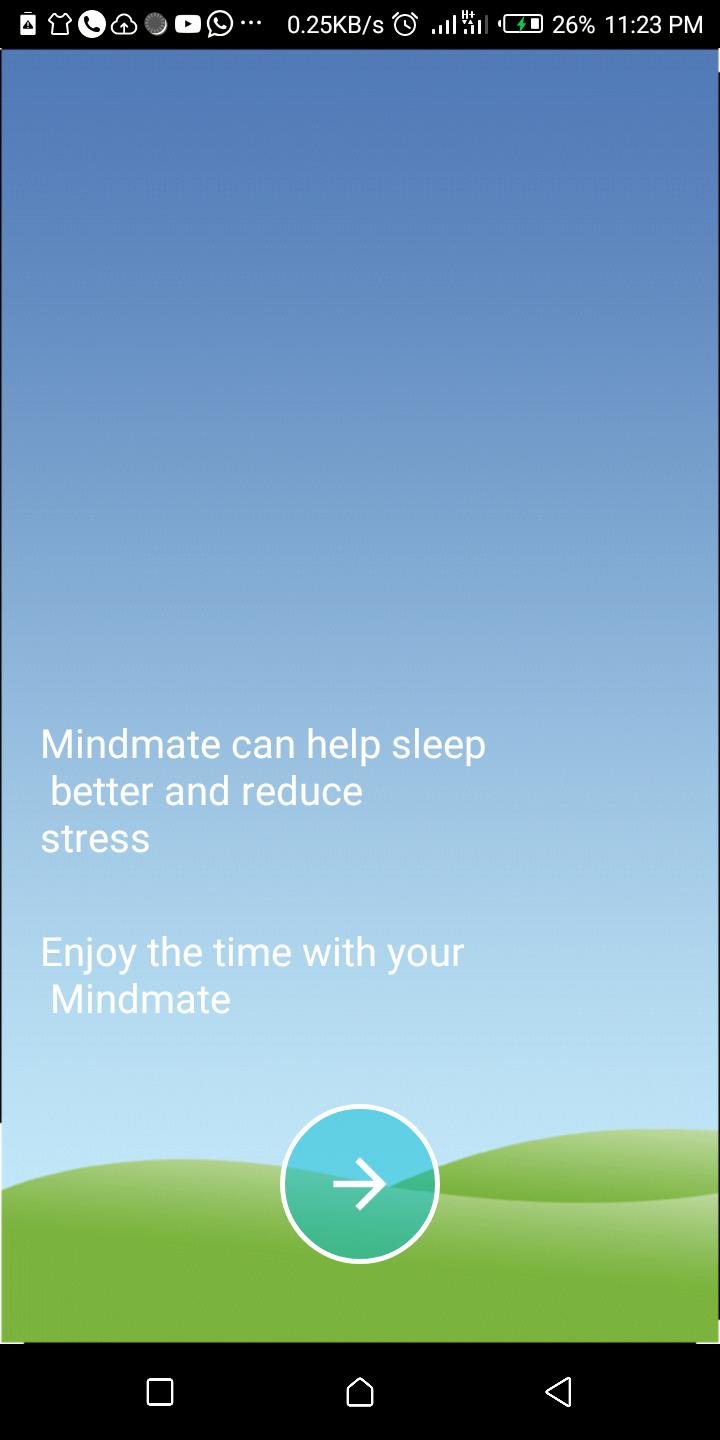 0.25KB/s H+ 26% 11:23 PM
Mindmate can help sleep
better and reduce
stress
Enjoy the time with your
Mindmate